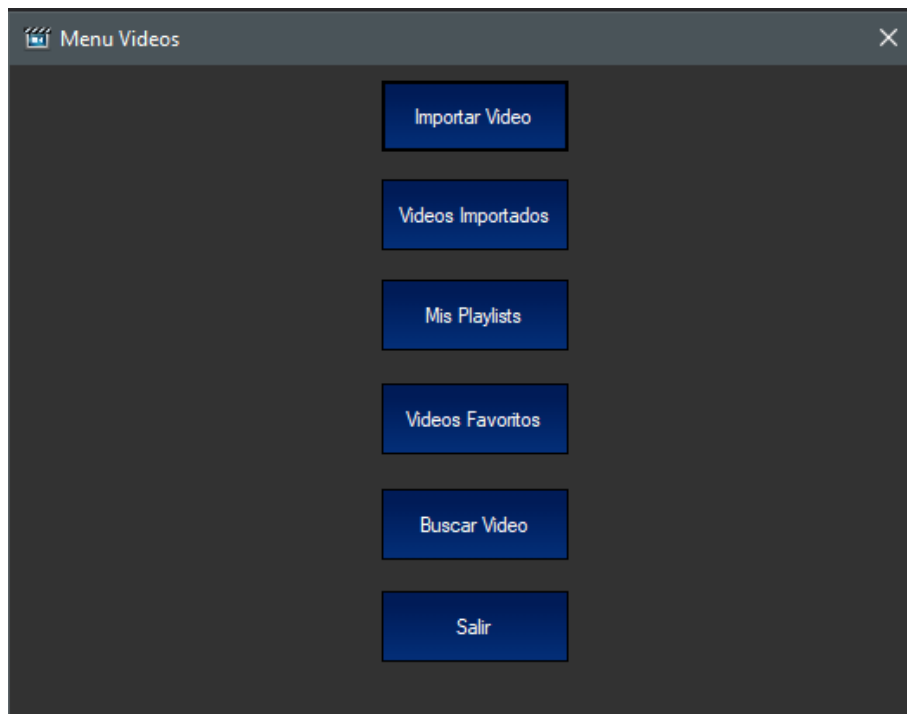 Menu Videos
Importar Video
Videos Importados
Mis Playlists
Videos Favoritos
Buscar Video
Salir